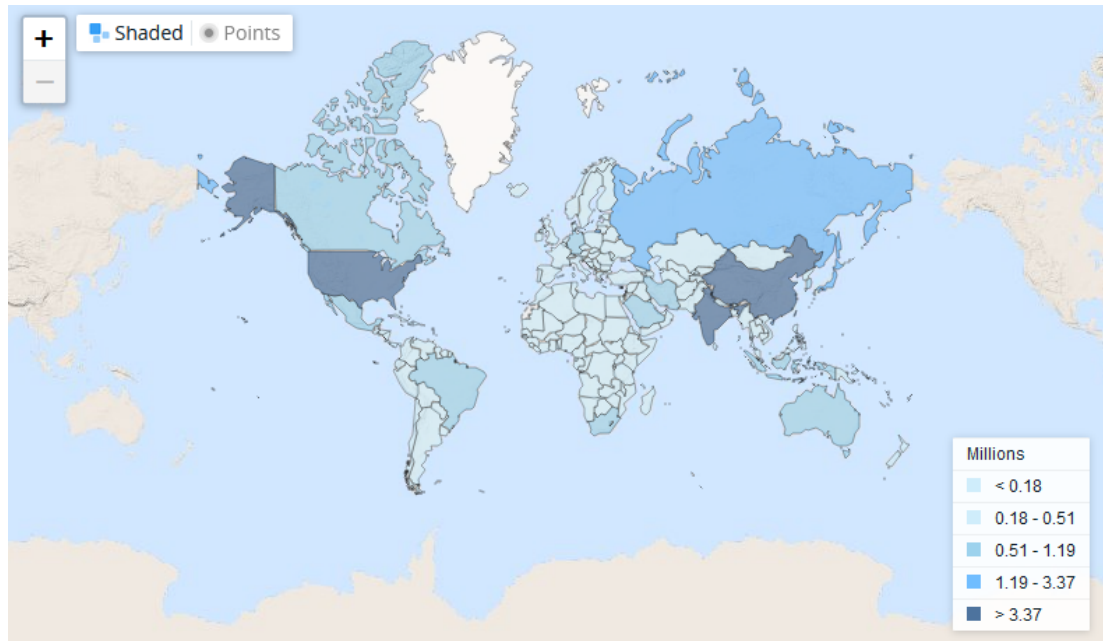 +
Shaded Points
−
Millions
< 0.18
0.18 - 0.51
0.51 - 1.19
1.19 - 3.37
> 3.37